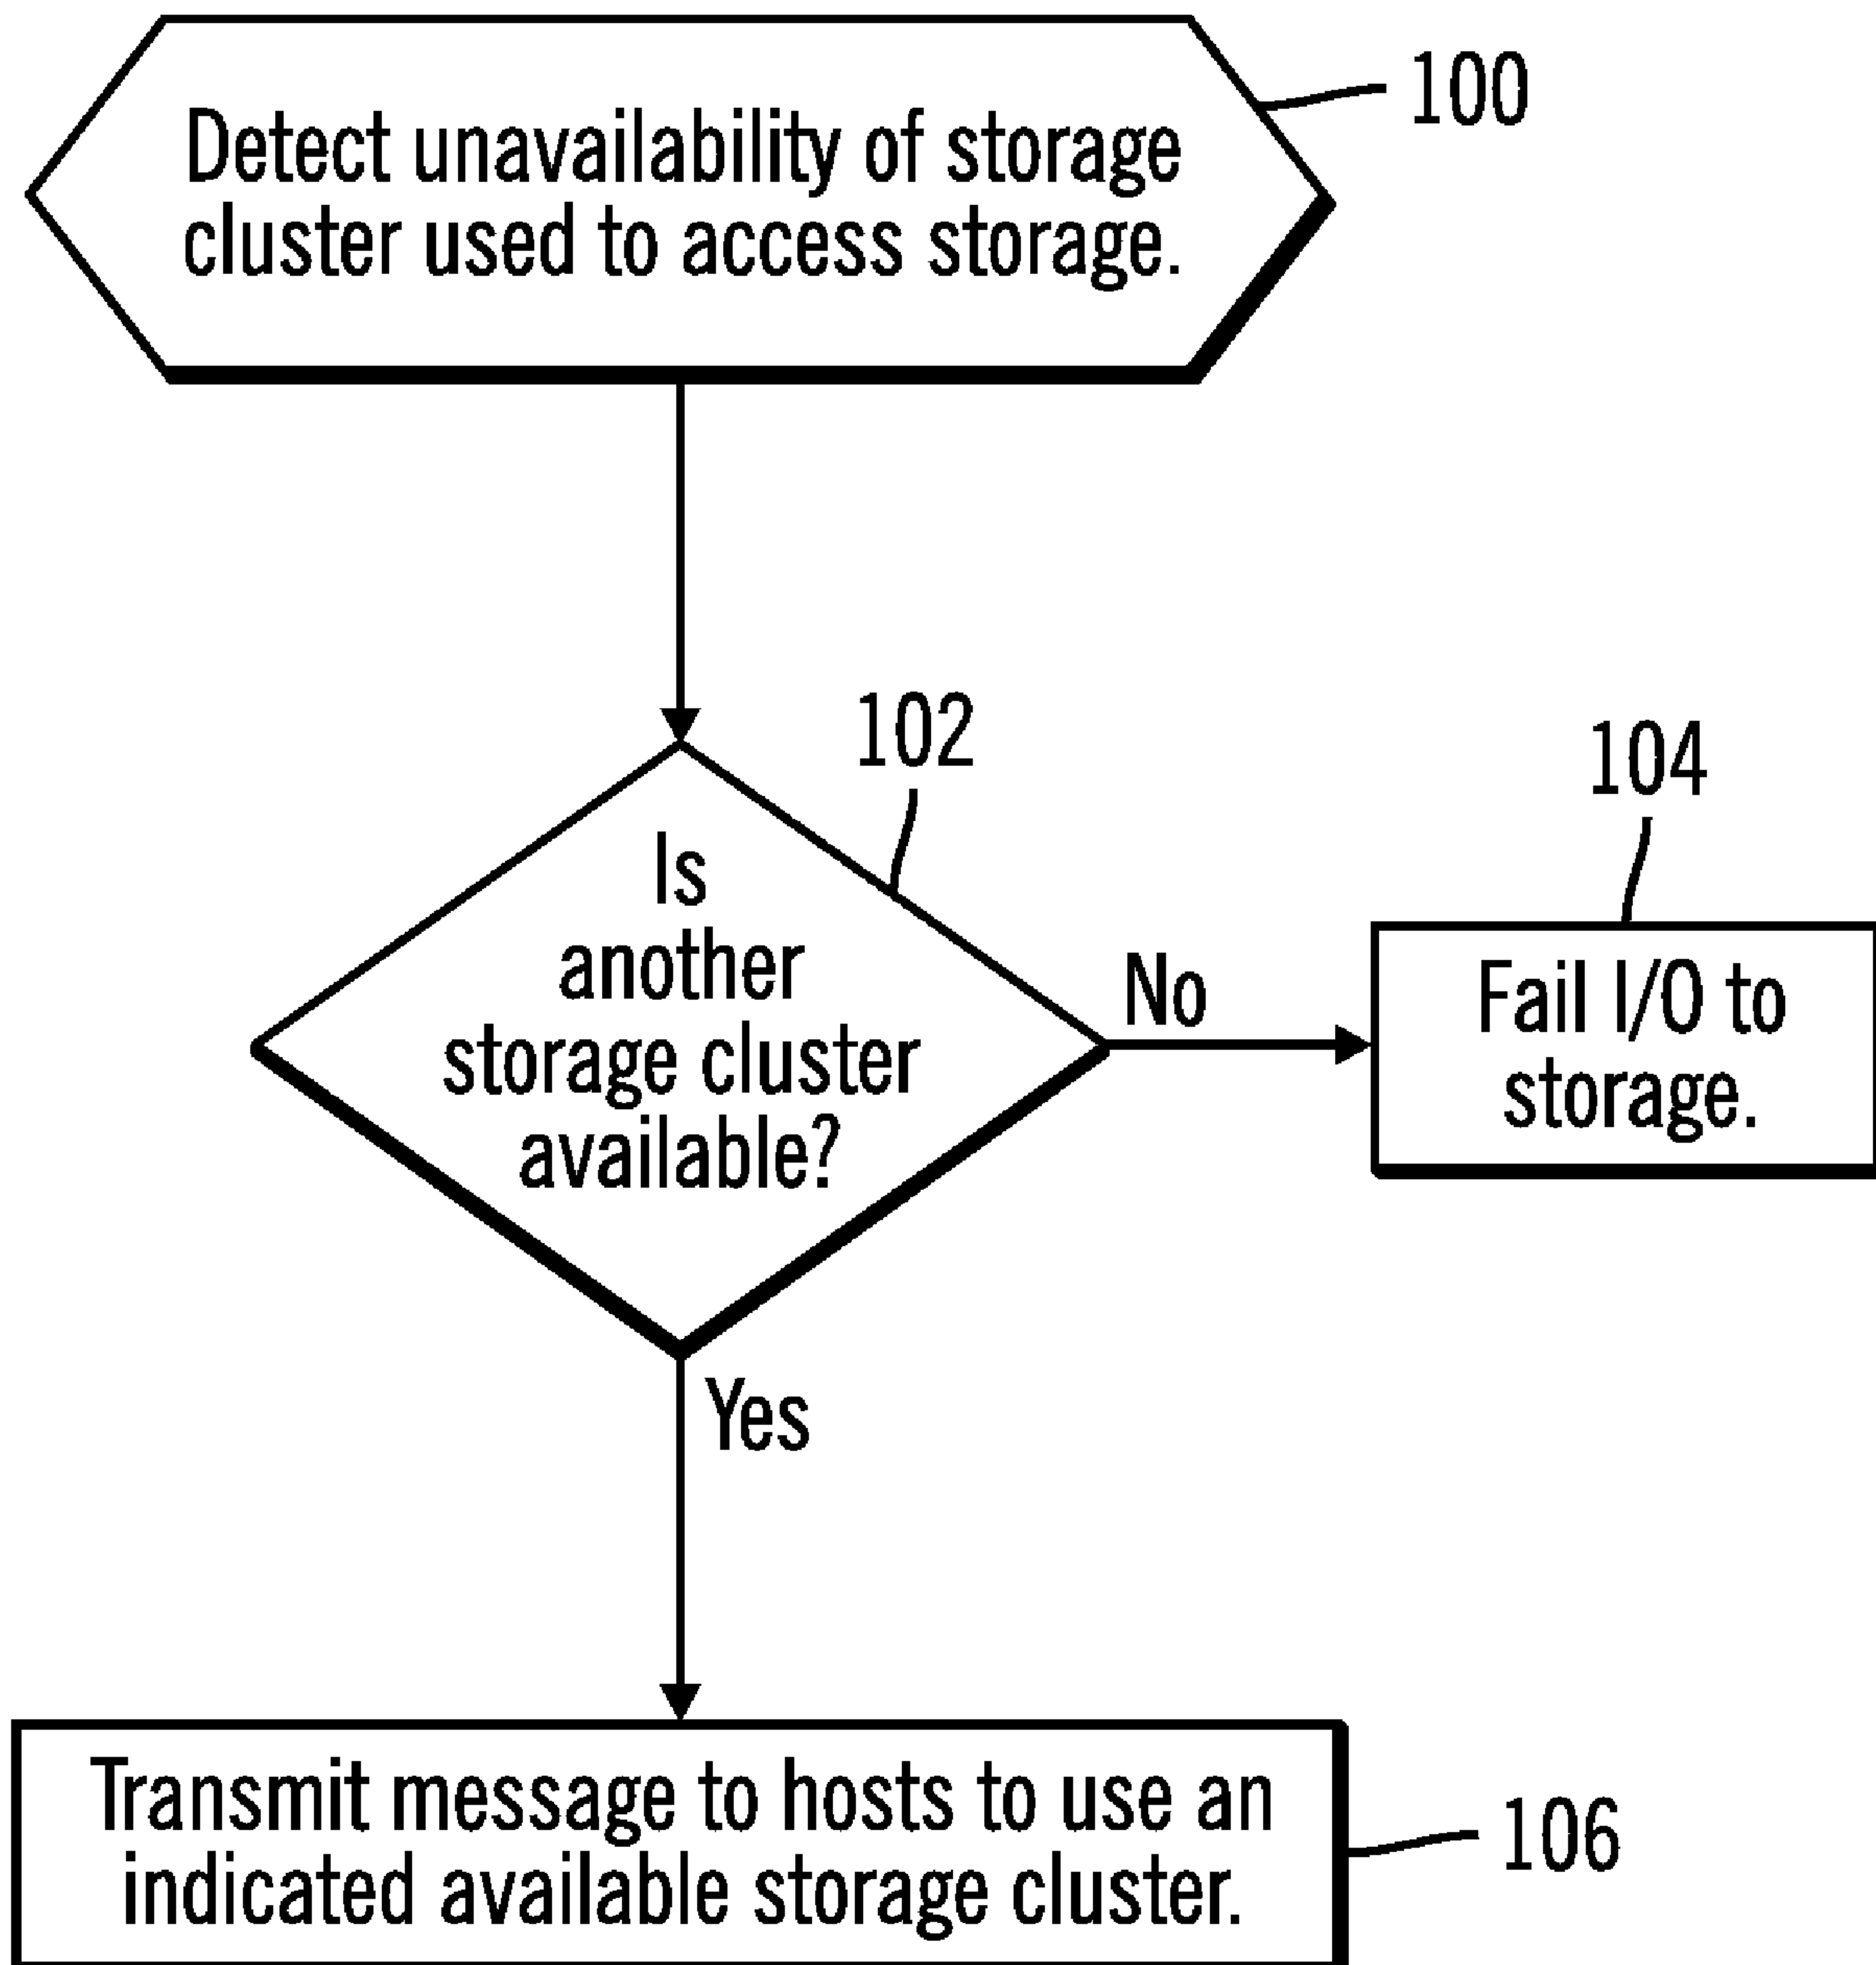 Detect unavailability of storage
cluster used to access storage.
100
102
Is
another
storage cluster
available?
No
104
Fail I/O to
storage.
Yes
Transmit message to hosts to use an
indicated available storage cluster.
106